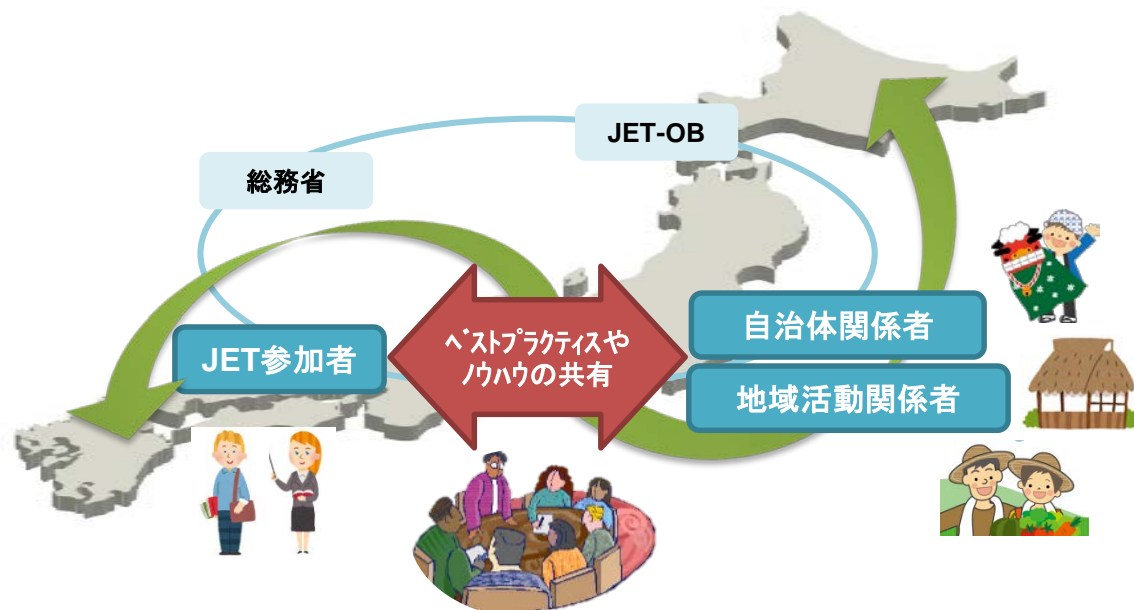 JET-OB
総務省
JET参加者
ﾍﾞｽﾄﾌﾟﾗｸﾃｨｽや
ﾉｳﾊｳの共有
自治体関係者
地域活動関係者